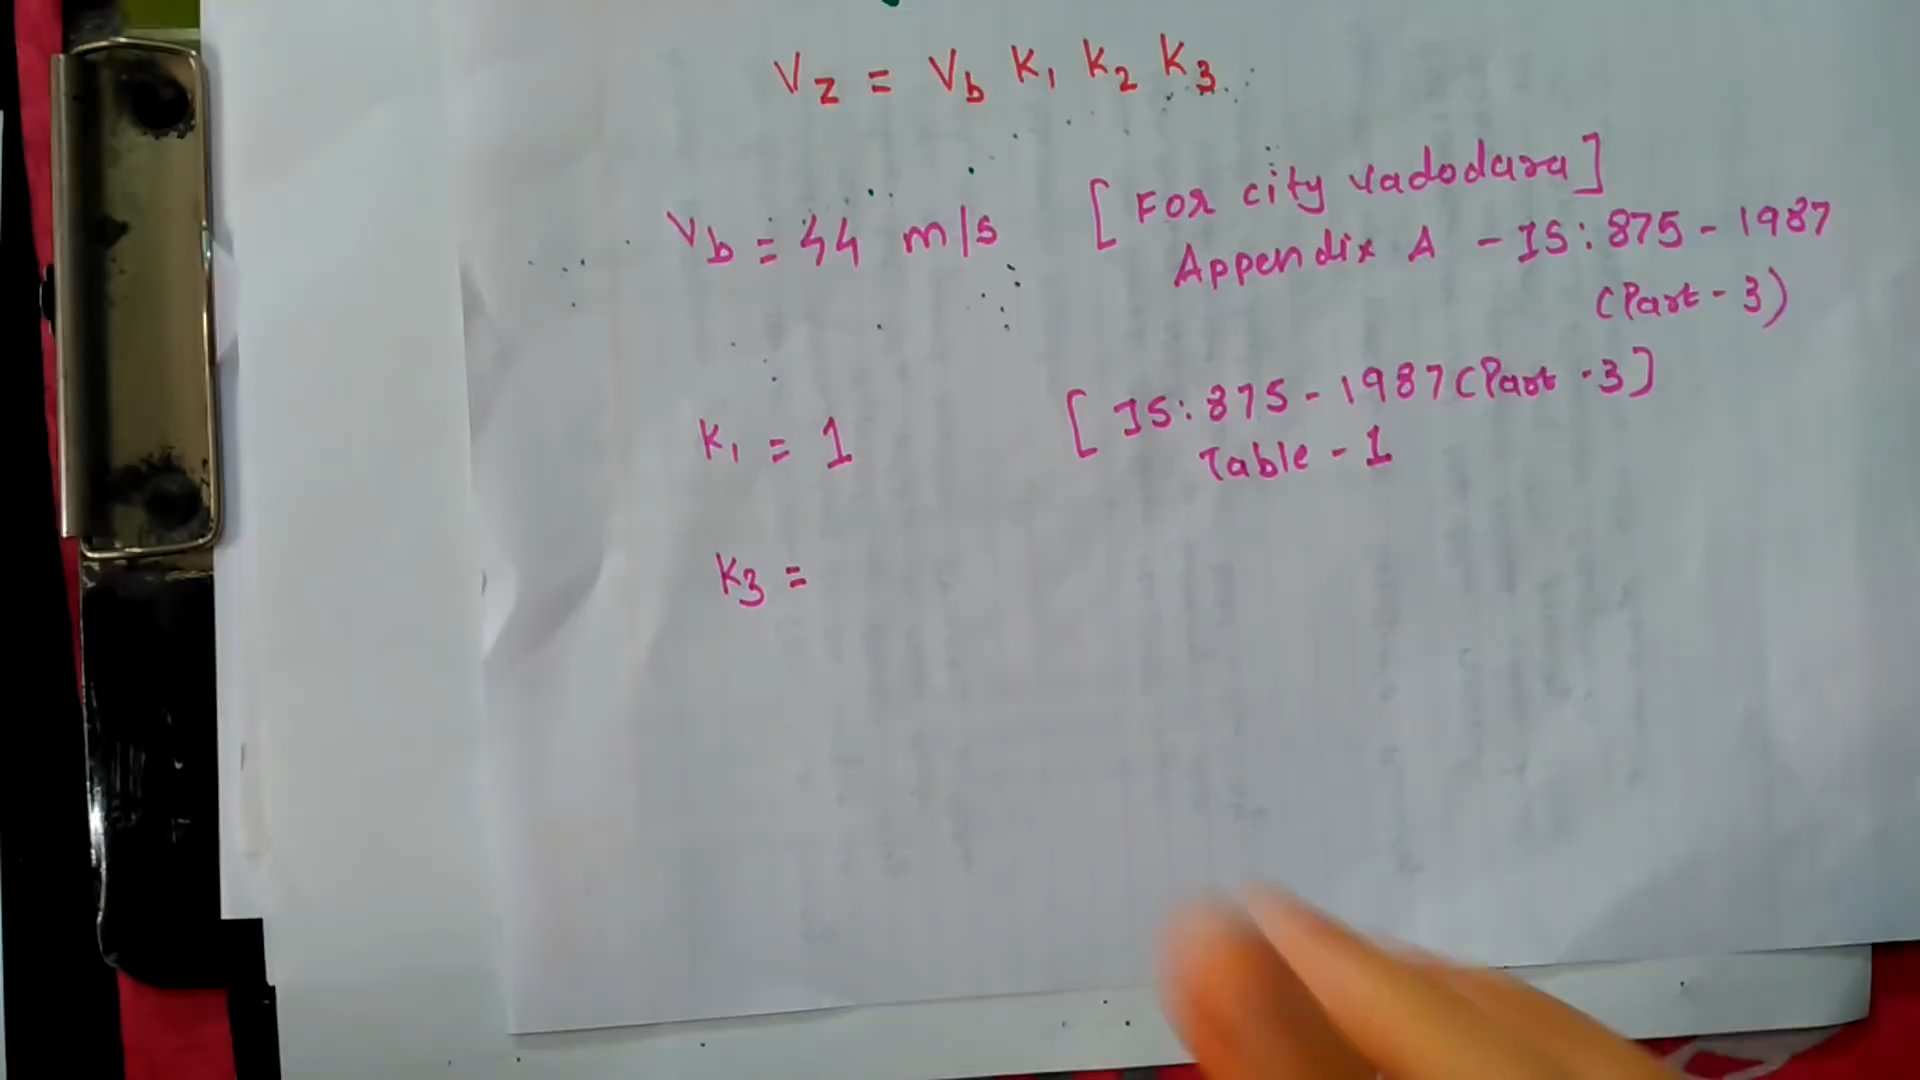 Vz = Vb K1 K2 K3
Vb = 44 m/s [For city vadodara]
Appendix A - IS: 875 - 1987
(Part - 3)
K1 = 1 [IS: 875 - 1987 (Part - 3]
Table - 1
K3 =